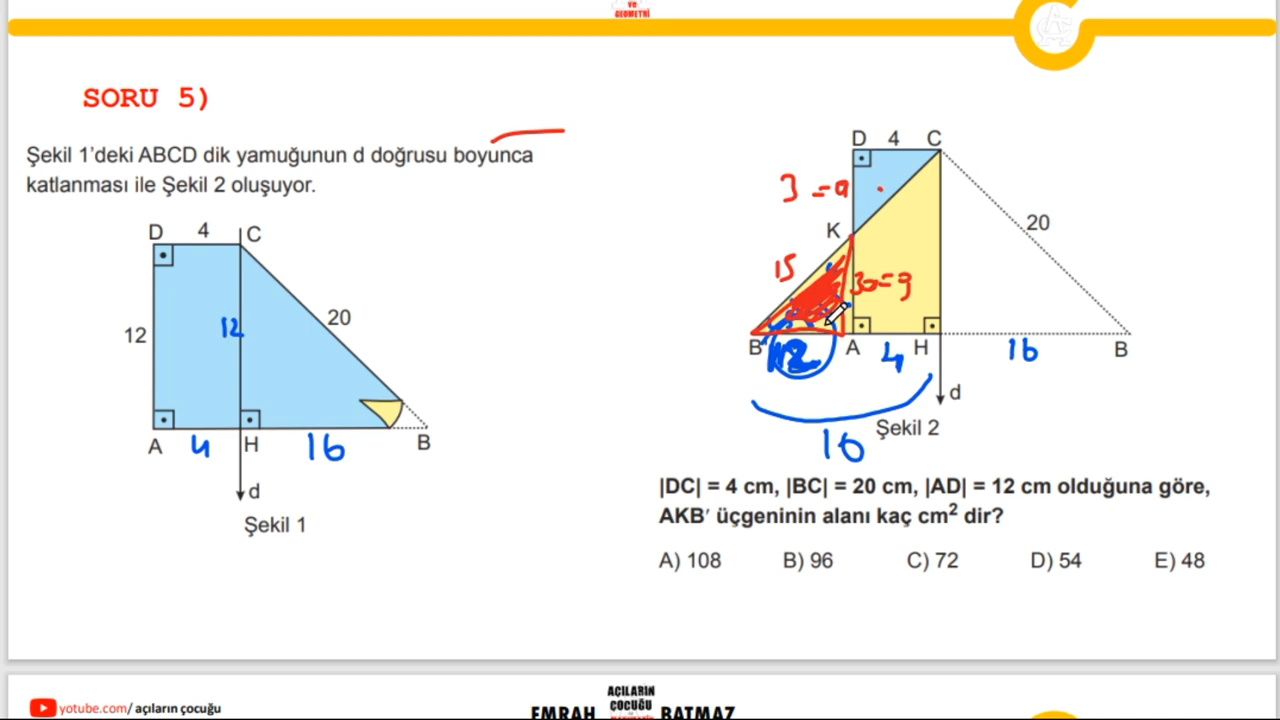 ve
GEOMETRİ
SORU 5)
Şekil 1'deki ABCD dik yamuğunun d doğrusu boyunca
katlanması ile Şekil 2 oluşuyor.
D 4 C
12
12
20
A 4 H 16 B
d
Şekil 1
D 4 C
3 = a
K
20
15
3a = 9
B' 12 A 4 H 16 B
d
16
Şekil 2
|DC| = 4 cm, |BC| = 20 cm, |AD| = 12 cm olduğuna göre,
AKB' üçgeninin alanı kaç cm² dir?
A) 108 B) 96 C) 72 D) 54 E) 48
yotube.com/ açıların çocuğu
AÇILARIN
ÇOCUĞU
EMRAH BATMAZ